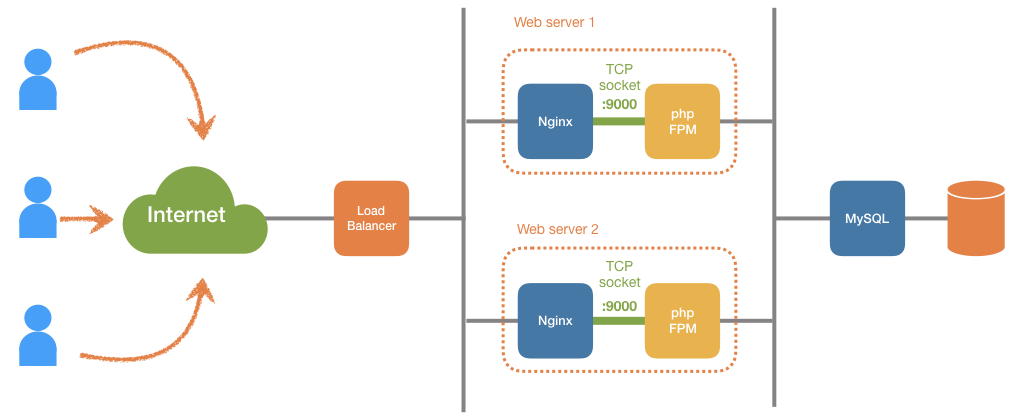 Internet
Load
Balancer
Web server 1
TCP
socket
:9000
Nginx
php
FPM
Web server 2
TCP
socket
:9000
Nginx
php
FPM
MySQL